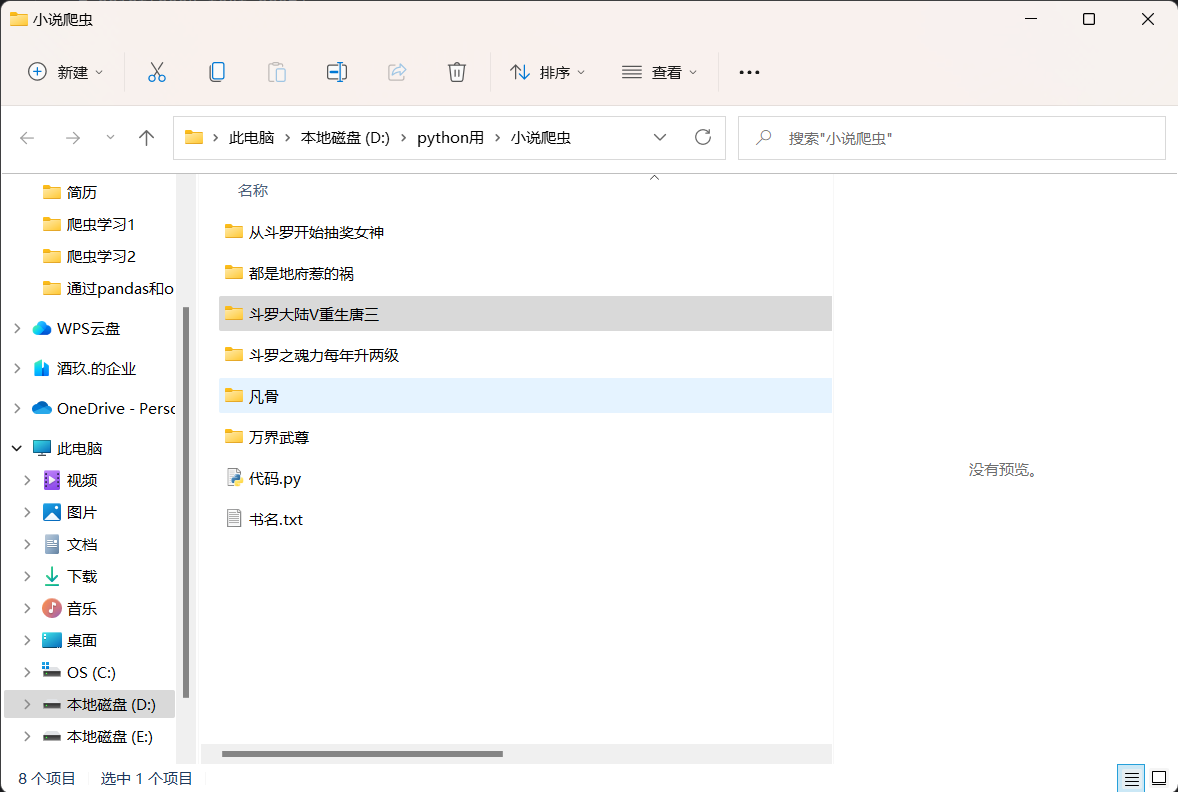 小说爬虫
新建
排序
查看
此电脑
本地磁盘 (D:)
python用
小说爬虫
搜索"小说爬虫"
简历
爬虫学习1
爬虫学习2
通过pandas和o
WPS云盘
酒玖.的企业
OneDrive - Perso
此电脑
视频
图片
文档
下载
音乐
桌面
OS (C:)
本地磁盘 (D:)
本地磁盘 (E:)
名称
从斗罗开始抽奖女神
都是地府惹的祸
斗罗大陆V重生唐三
斗罗之魂力每年升两级
凡骨
万界武尊
代码.py
书名.txt
没有预览。
8 个项目
选中 1 个项目